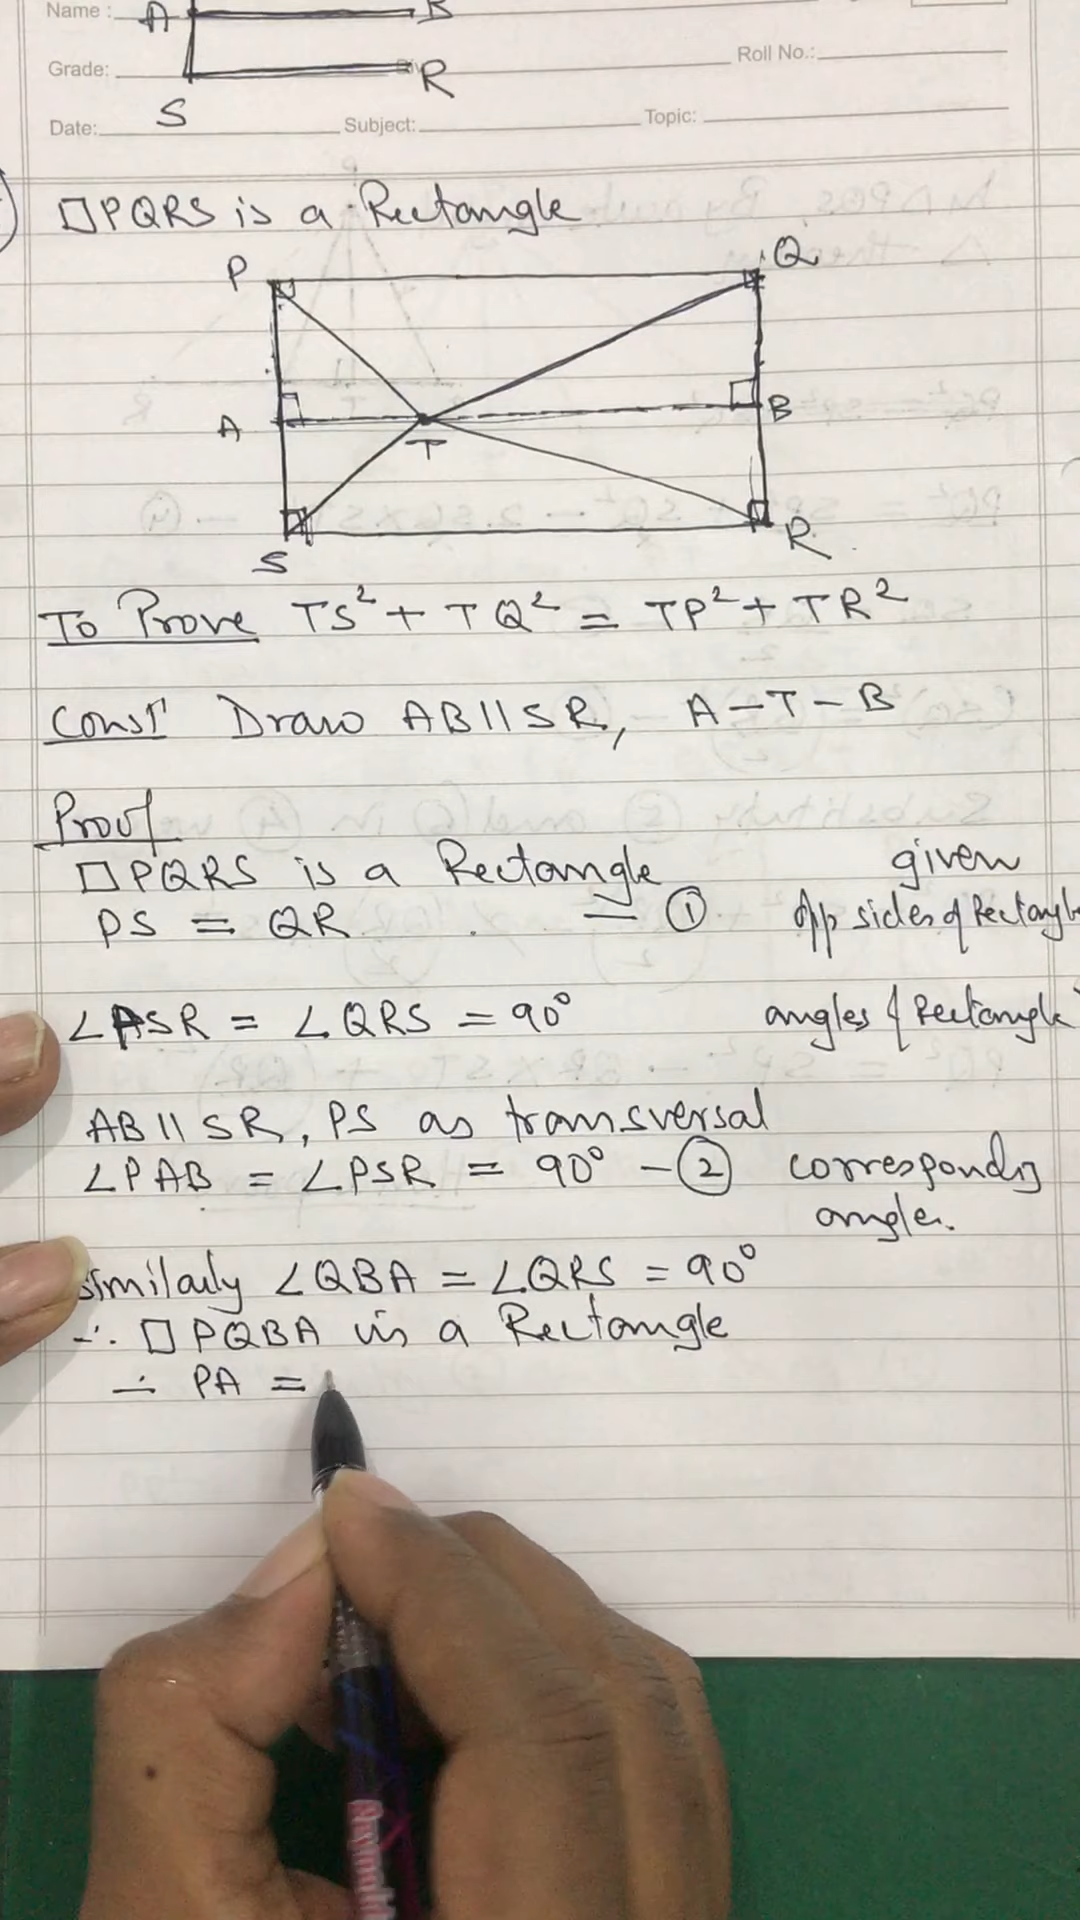 Name :
A
B
Grade:
R
Roll No.:
S
Date:
Subject:
Topic:
□PQRS is a Rectangle
P
Q
A
T
B
S
R
To Prove TS² + TQ² = TP² + TR²
Const Draw AB || SR, A - T - B
Proof
□PQRS is a Rectangle given
PS = QR — ① opp sides of Rectangle
∠PSR = ∠QRS = 90° angles of Rectangle
AB || SR, PS as transversal
∠PAB = ∠PSR = 90° - ② corresponding
angles.
Similarly ∠QBA = ∠QRS = 90°
∴ □PQBA is a Rectangle
∴ PA =